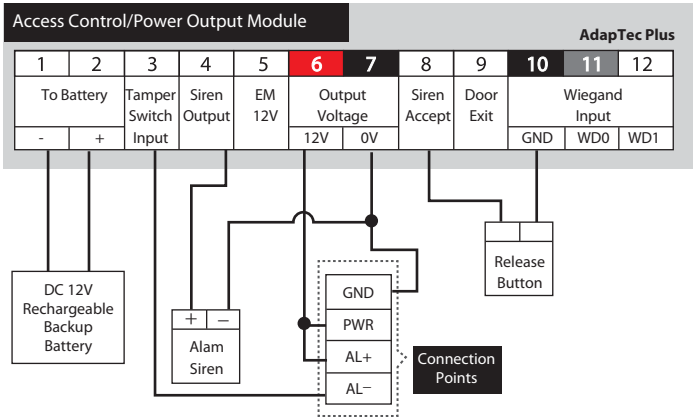 Access Control/Power Output Module
AdapTec Plus
1 2 3 4 5 6 7 8 9 10 11 12
To Battery
- +
Tamper
Switch
Input
Siren
Output
EM
12V
Output
Voltage
12V 0V
Siren
Accept
Door
Exit
Wiegand
Input
GND WD0 WD1
DC 12V
Rechargeable
Backup
Battery
+ −
Alam
Siren
GND
PWR
AL+
AL−
Connection
Points
Release
Button